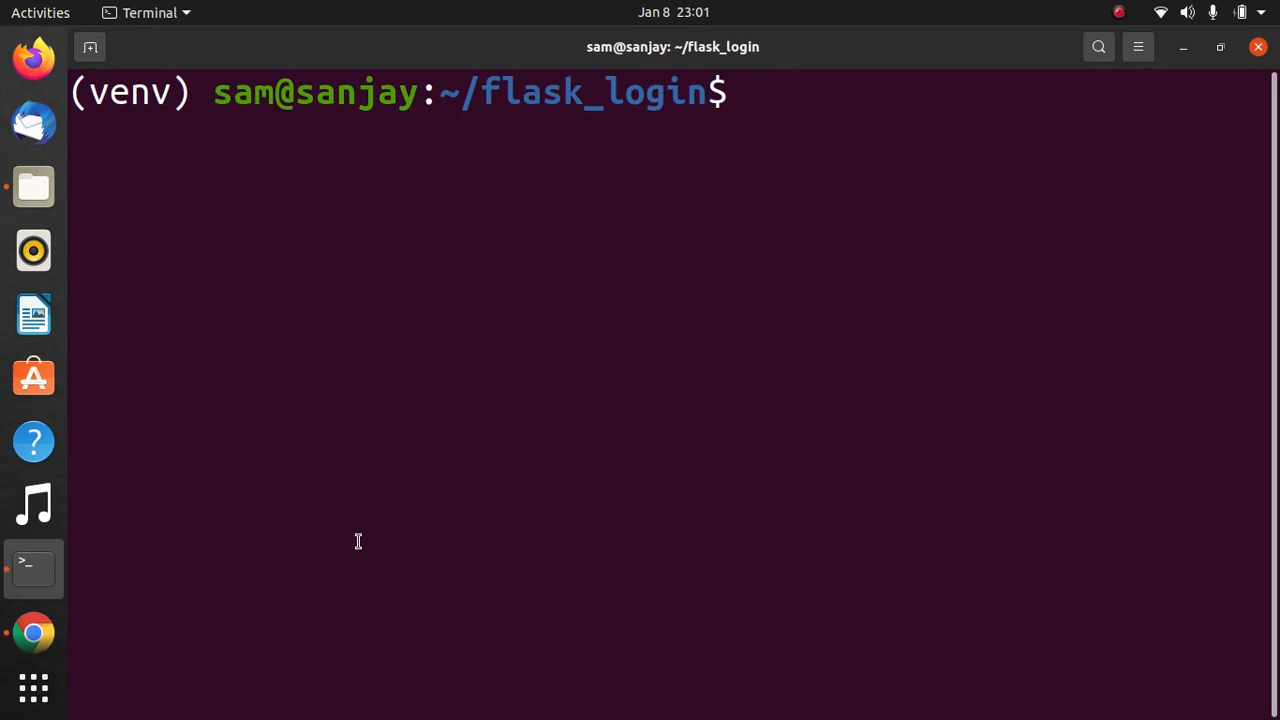 Activities Terminal Jan 8 23:01
sam@sanjay: ~/flask_login
(venv) sam@sanjay:~/flask_login$
>_